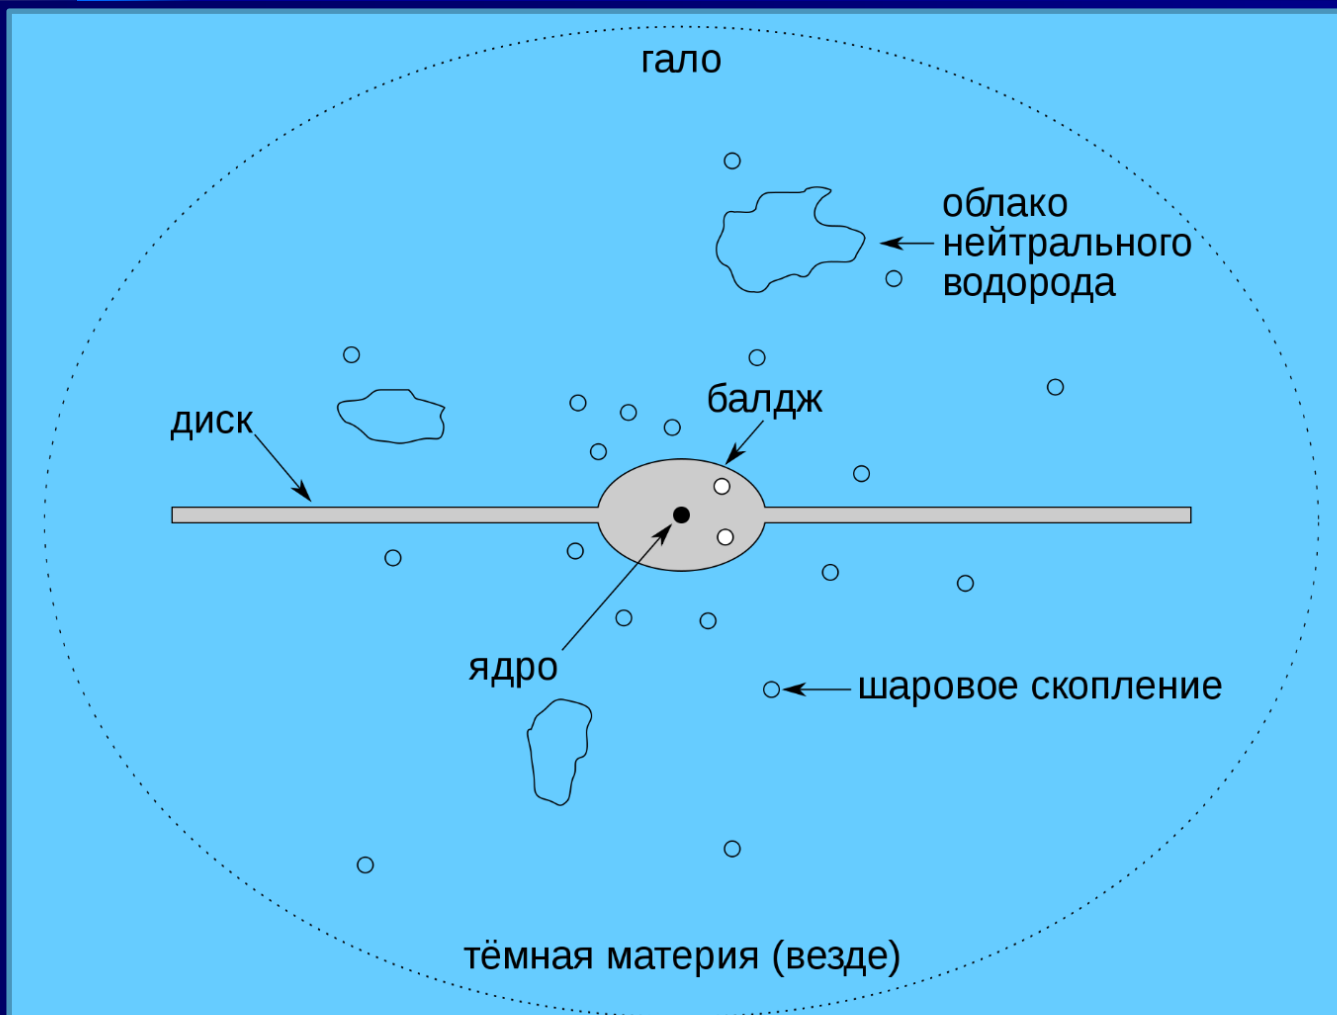 гало
облако
нейтрального
водорода
балдж
диск
ядро
шаровое скопление
тёмная материя (везде)